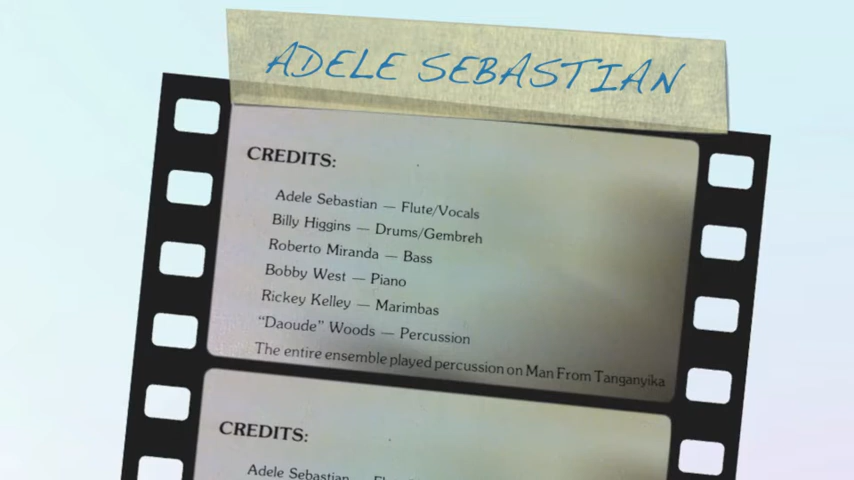 ADELE SEBASTIAN
CREDITS:
Adele Sebastian — Flute/Vocals
Billy Higgins — Drums/Gembreh
Roberto Miranda — Bass
Bobby West — Piano
Rickey Kelley — Marimbas
“Daoude” Woods — Percussion
The entire ensemble played percussion on Man From Tanganyika
CREDITS:
Adele Sebastian —